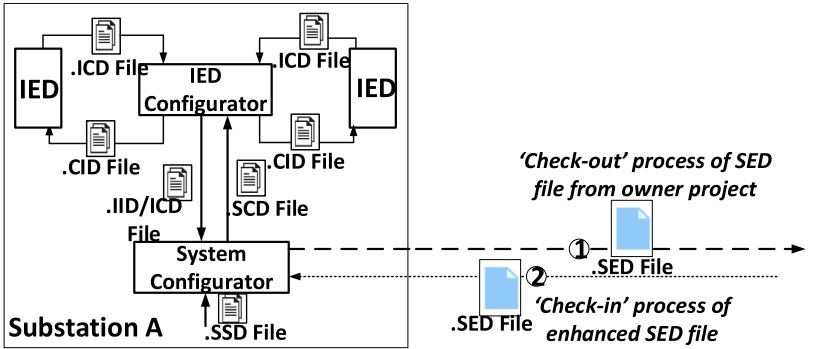 .ICD File
.ICD File
IED
IED
Configurator
IED
.CID File
.CID File
.IID/ICD
File
.SCD File
System
Configurator
.SSD File
Substation A
‘Check-out’ process of SED
file from owner project
1
.SED File
2
.SED File
‘Check-in’ process of
enhanced SED file